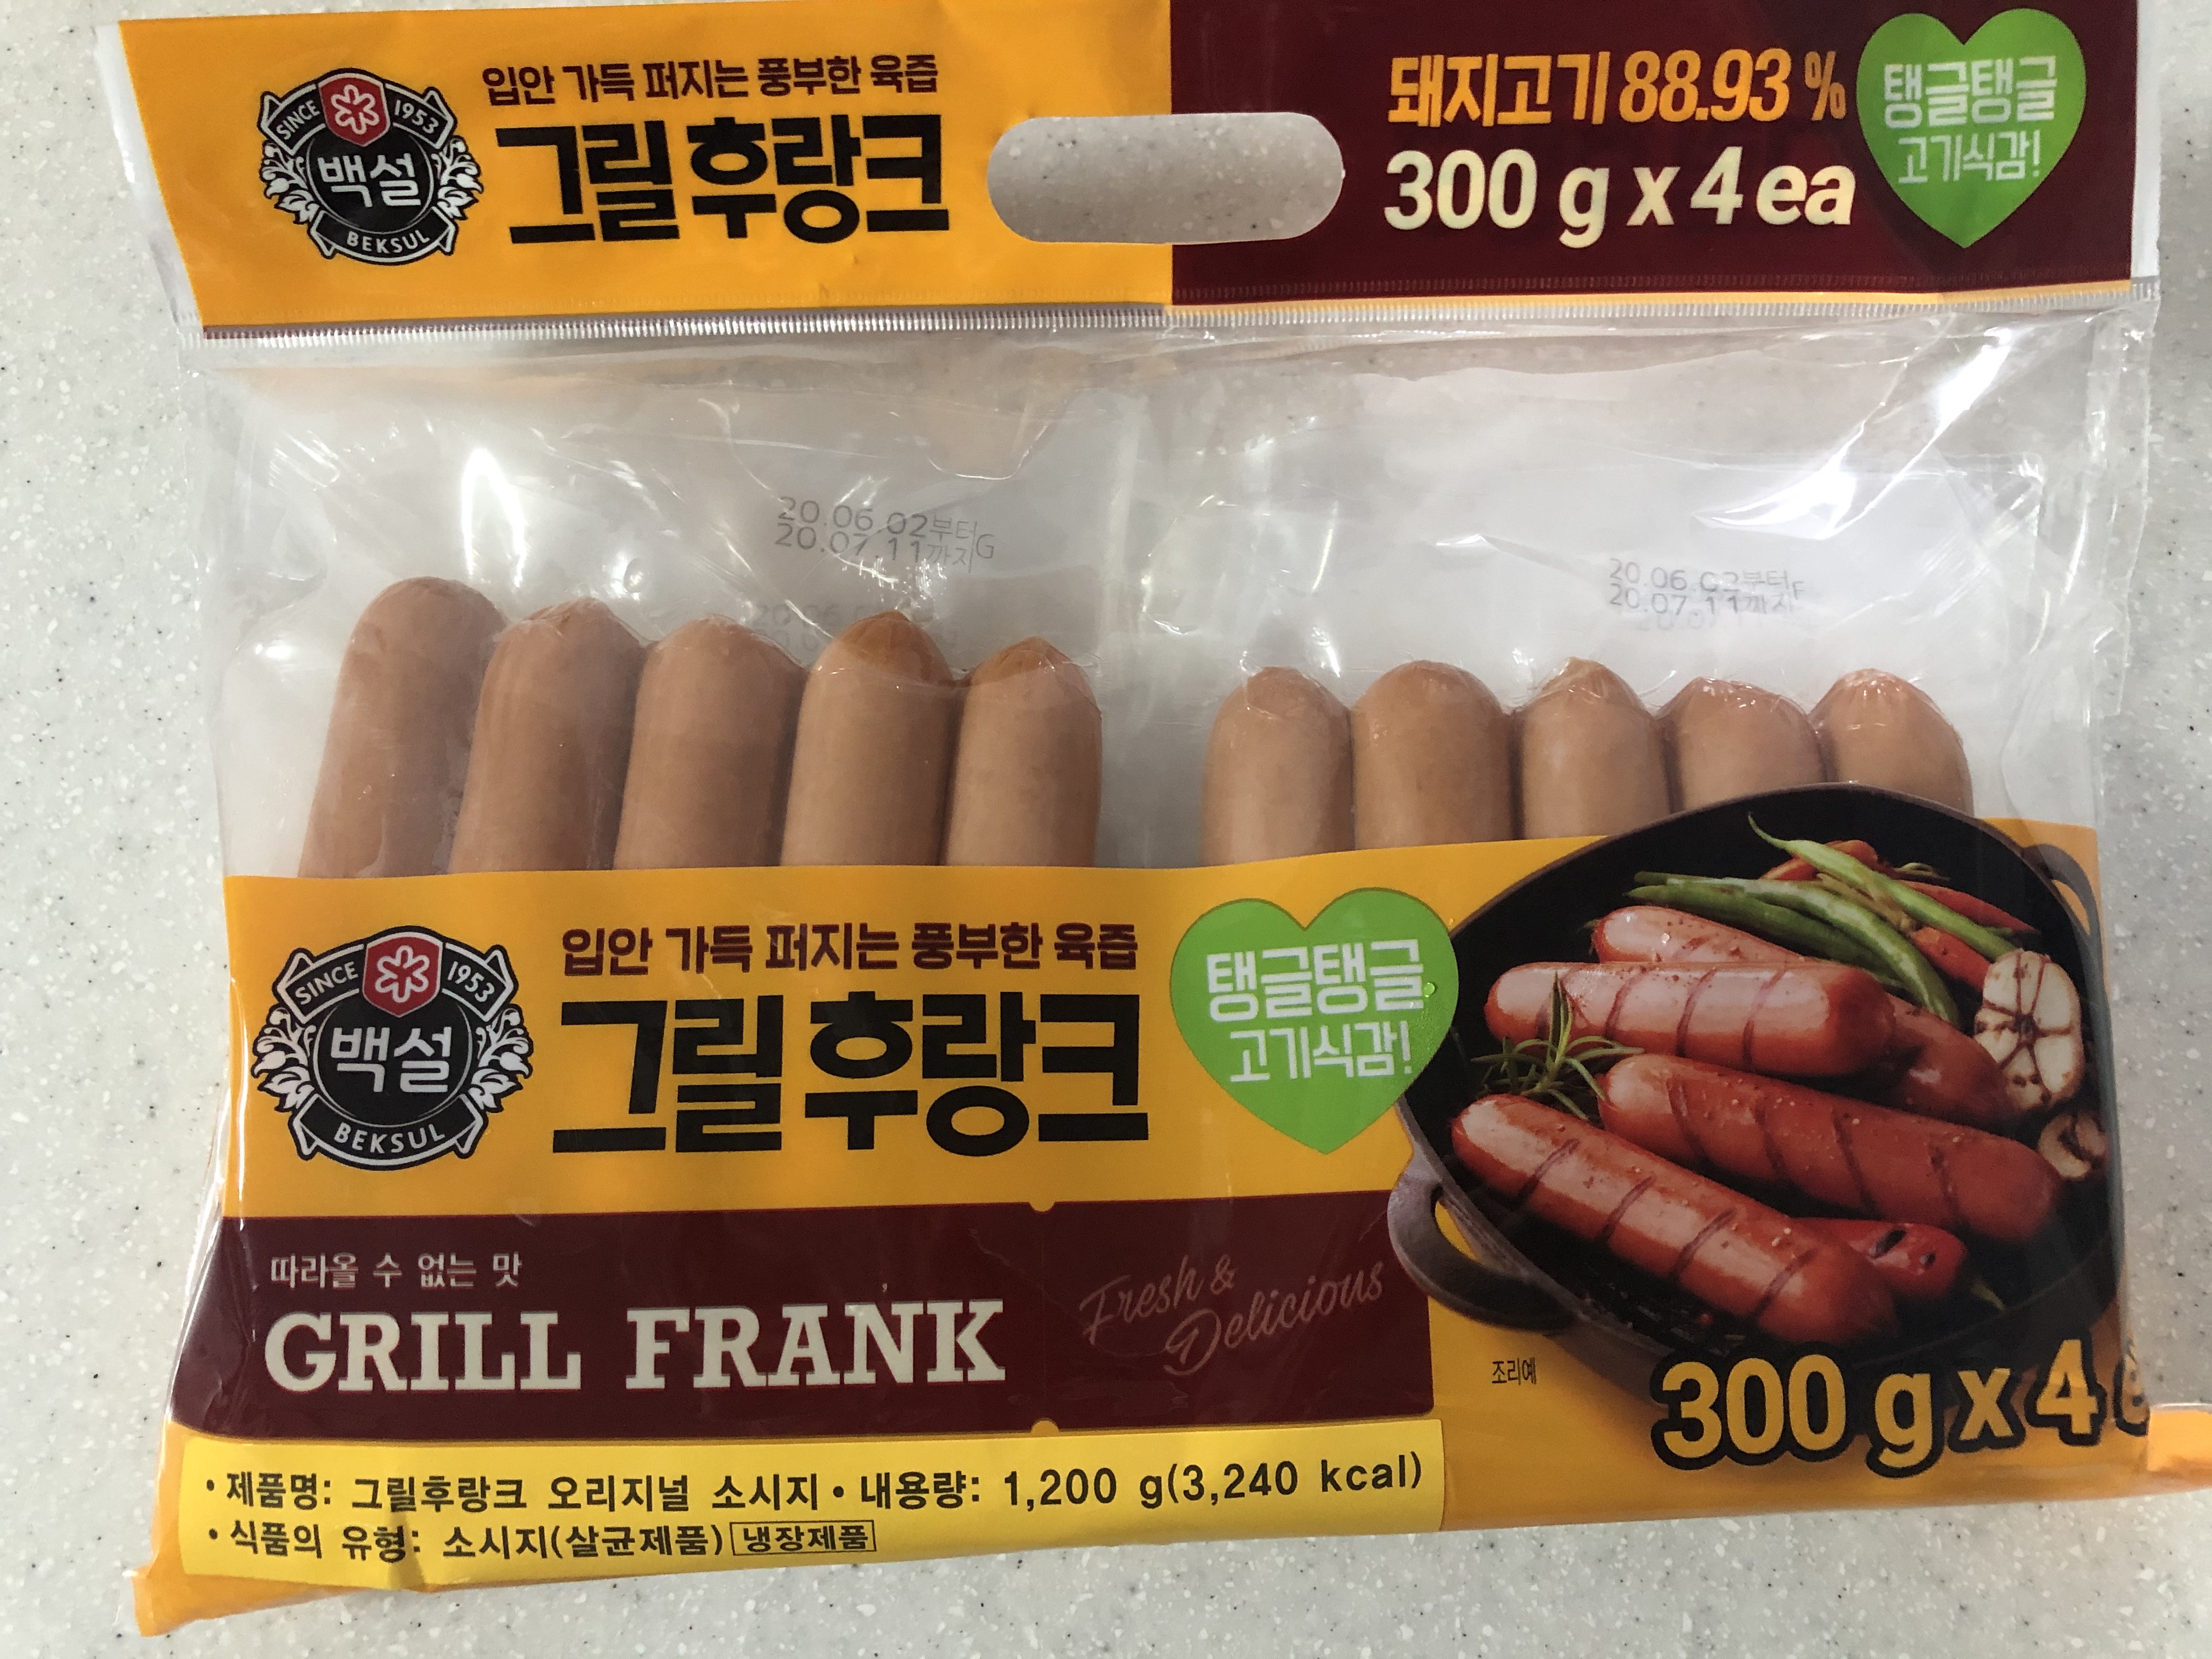 SINCE 1953
백설
BEKSUL
입안 가득 퍼지는 풍부한 육즙
그릴후랑크
돼지고기 88.93 %
300 g x 4 ea
탱글탱글
고기식감!
20.06.02부터G
20.07.11까지
20.06.02부터F
20.07.11까지
SINCE 1953
백설
BEKSUL
입안 가득 퍼지는 풍부한 육즙
그릴후랑크
탱글탱글
고기식감!
따라올 수 없는 맛
GRILL FRANK
Fresh &
Delicious
조리예
300 g x 4 e
• 제품명: 그릴후랑크 오리지널 소시지 • 내용량: 1,200 g(3,240 kcal)
• 식품의 유형: 소시지(살균제품) 냉장제품